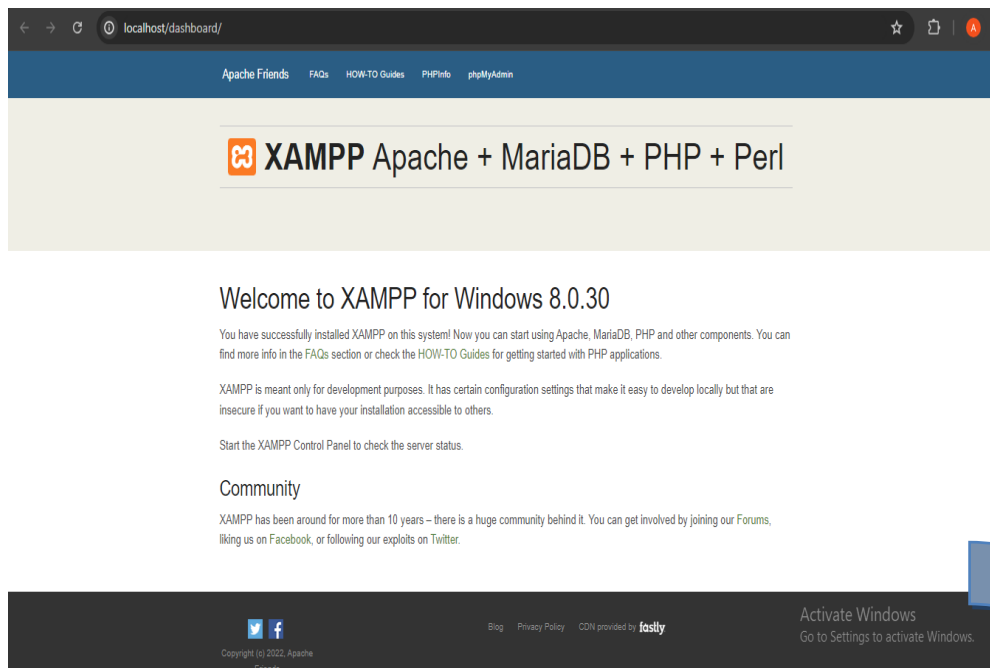 localhost/dashboard/
A
Apache Friends FAQs HOW-TO Guides PHPInfo phpMyAdmin
XAMPP Apache + MariaDB + PHP + Perl
Welcome to XAMPP for Windows 8.0.30
You have successfully installed XAMPP on this system! Now you can start using Apache, MariaDB, PHP and other components. You can
find more info in the FAQs section or check the HOW-TO Guides for getting started with PHP applications.
XAMPP is meant only for development purposes. It has certain configuration settings that make it easy to develop locally but that are
insecure if you want to have your installation accessible to others.
Start the XAMPP Control Panel to check the server status.
Community
XAMPP has been around for more than 10 years – there is a huge community behind it. You can get involved by joining our Forums,
liking us on Facebook, or following our exploits on Twitter.
Blog Privacy Policy CDN provided by fastly
Copyright (c) 2022, Apache
Friends
Activate Windows
Go to Settings to activate Windows.